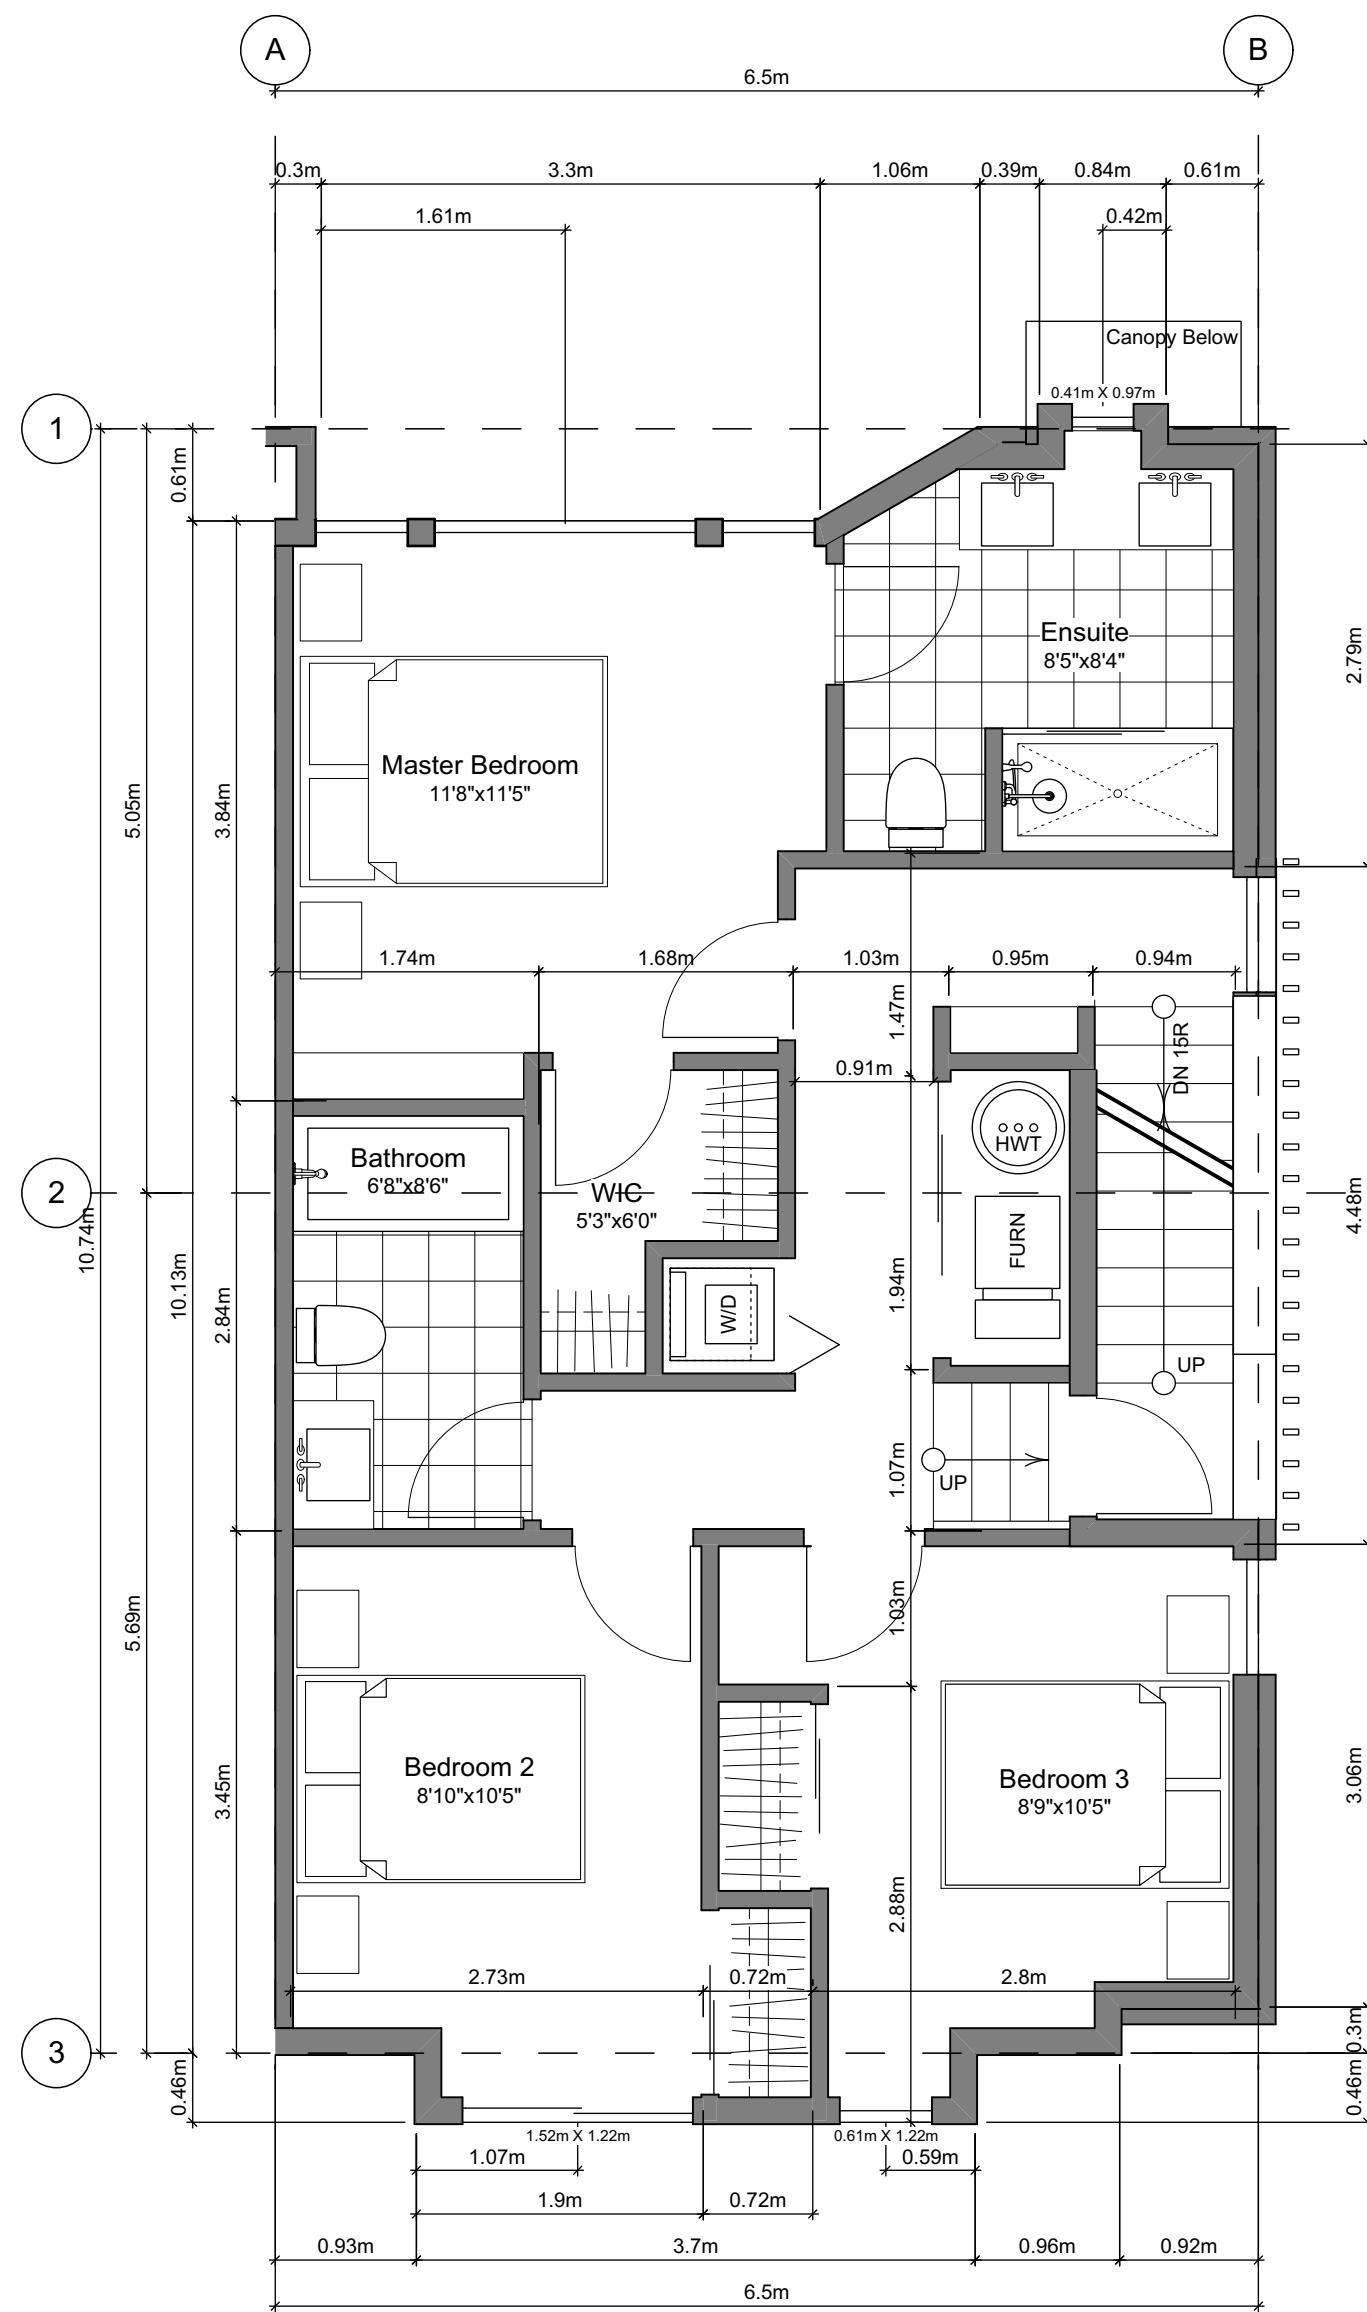 A
B
6.5m
0.3m
3.3m
1.06m
0.39m
0.84m
0.61m
1.61m
0.42m
Canopy Below
0.41m X 0.97m
1
0.61m
Ensuite
8'5"x8'4"
2.79m
Master Bedroom
11'8"x11'5"
5.05m
3.84m
1.74m
1.68m
1.03m
0.95m
0.94m
1.47m
DN 15R
0.91m
HWT
Bathroom
6'8"x8'6"
2
WIC
5'3"x6'0"
10.74m
10.13m
4.48m
FURN
1.94m
2.84m
W/D
UP
1.07m
UP
5.69m
1.03m
3.45m
Bedroom 2
8'10"x10'5"
Bedroom 3
8'9"x10'5"
3.06m
2.88m
2.73m
0.72m
2.8m
3
0.3m
0.46m
0.46m
1.52m X 1.22m
0.61m X 1.22m
1.07m
0.59m
1.9m
0.72m
0.93m
3.7m
0.96m
0.92m
6.5m